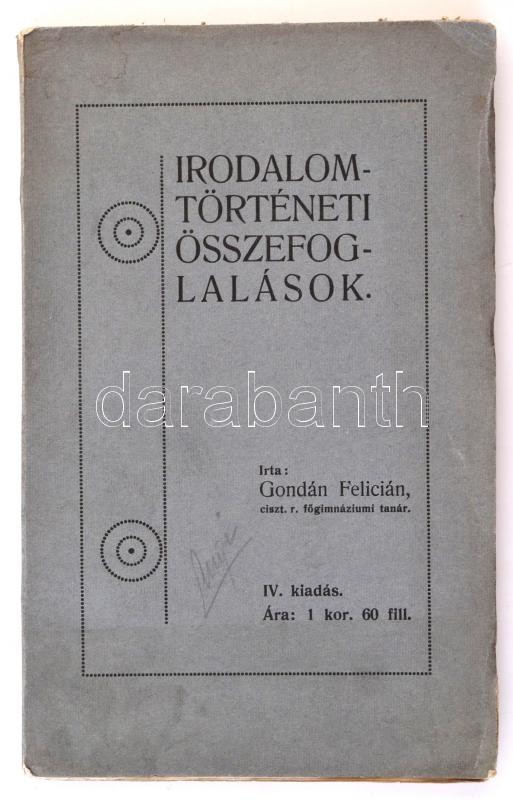 IRODALOM-
TÖRTÉNETI
ÖSSZEFOG-
LALÁSOK.
darabanth
Irta:
Gondán Felicián,
ciszt. r. főgimnáziumi tanár.
IV. kiadás.
Ára: 1 kor. 60 fill.